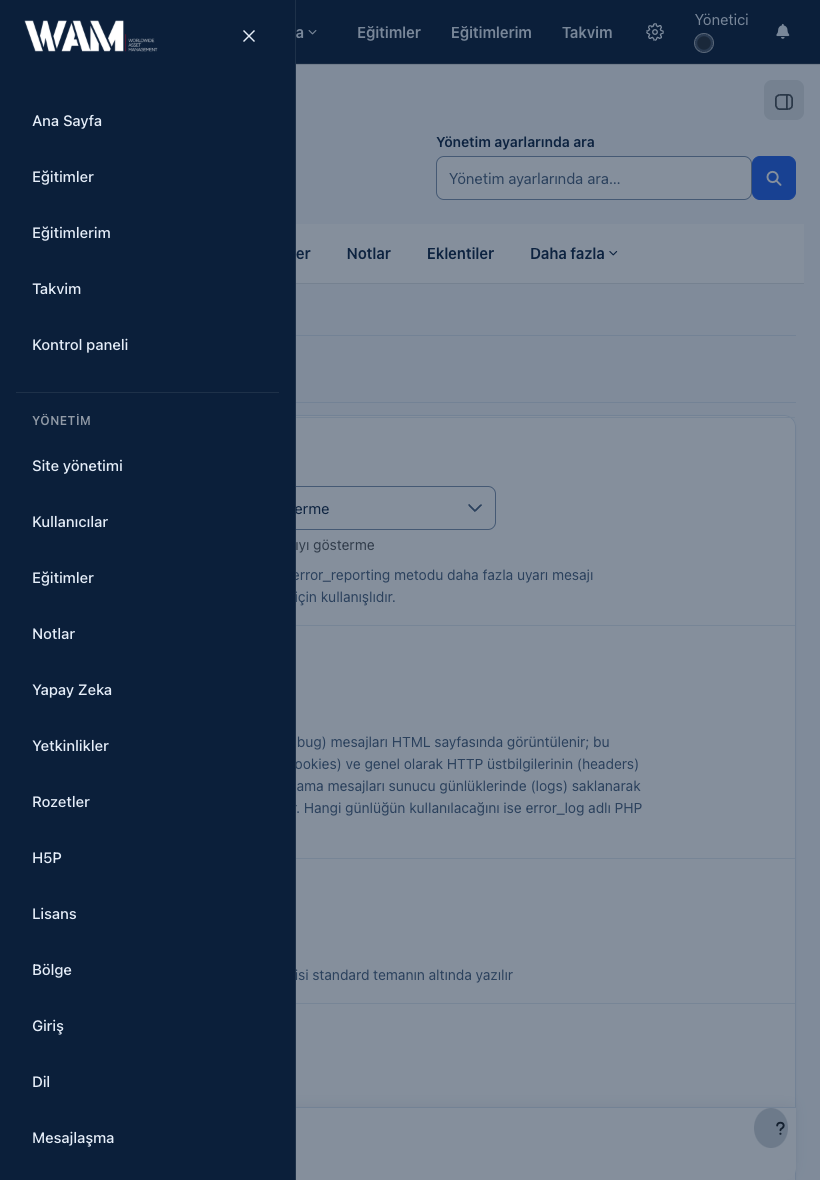 WAM
WORLDWIDE
ASSET
MANAGEMENT
a
Eğitimler
Eğitimlerim
Takvim
Yönetici
Ana Sayfa
Eğitimler
Eğitimlerim
Takvim
Kontrol paneli
YÖNETİM
Site yönetimi
Kullanıcılar
Eğitimler
Notlar
Yapay Zeka
Yetkinlikler
Rozetler
H5P
Lisans
Bölge
Giriş
Dil
Mesajlaşma
Yönetim ayarlarında ara
Yönetim ayarlarında ara...
er
Notlar
Eklentiler
Daha fazla
erme
ıyı gösterme
error_reporting metodu daha fazla uyarı mesajı
için kullanışlıdır.
bug) mesajları HTML sayfasında görüntülenir; bu
ookies) ve genel olarak HTTP üstbilgilerinin (headers)
ama mesajları sunucu günlüklerinde (logs) saklanarak
. Hangi günlüğün kullanılacağını ise error_log adlı PHP
isi standard temanın altında yazılır
?